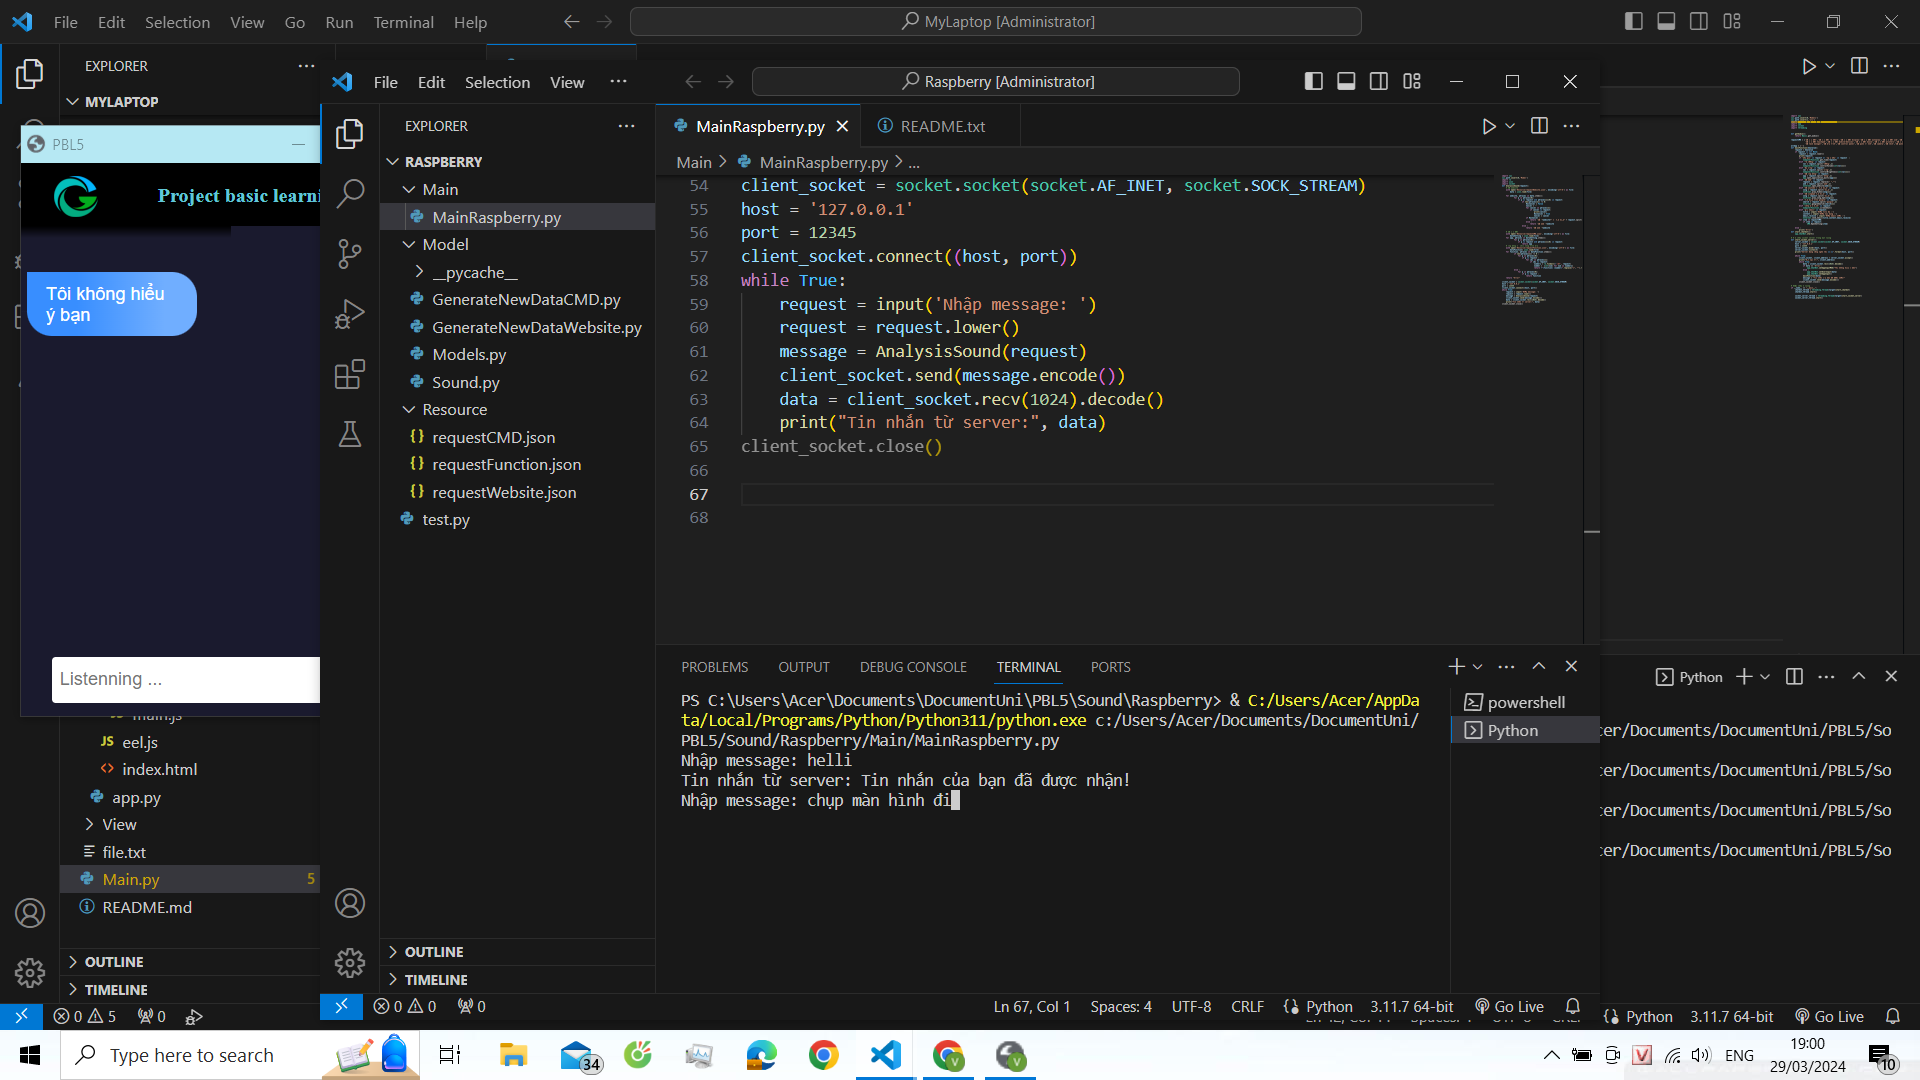 File Edit Selection View Go Run Terminal Help
MyLaptop [Administrator]
EXPLORER
MYLAPTOP
PBL5
Project basic learni
Tôi không hiểu
ý bạn
Listenning ...
eel.js
index.html
app.py
View
file.txt
Main.py 5
README.md
OUTLINE
TIMELINE
0 5 0
File Edit Selection View
Raspberry [Administrator]
EXPLORER
RASPBERRY
Main
MainRaspberry.py
Model
__pycache__
GenerateNewDataCMD.py
GenerateNewDataWebsite.py
Models.py
Sound.py
Resource
requestCMD.json
requestFunction.json
requestWebsite.json
test.py
OUTLINE
TIMELINE
MainRaspberry.py README.txt
Main > MainRaspberry.py > ...
54 client_socket = socket.socket(socket.AF_INET, socket.SOCK_STREAM)
55 host = '127.0.0.1'
56 port = 12345
57 client_socket.connect((host, port))
58 while True:
59 request = input('Nhập message: ')
60 request = request.lower()
61 message = AnalysisSound(request)
62 client_socket.send(message.encode())
63 data = client_socket.recv(1024).decode()
64 print("Tin nhắn từ server:", data)
65 client_socket.close()
66
67
68
PROBLEMS OUTPUT DEBUG CONSOLE TERMINAL PORTS
PS C:\Users\Acer\Documents\DocumentUni\PBL5\Sound\Raspberry> & C:/Users/Acer/AppDa
ta/Local/Programs/Python/Python311/python.exe c:/Users/Acer/Documents/DocumentUni/
PBL5/Sound/Raspberry/Main/MainRaspberry.py
Nhập message: helli
Tin nhắn từ server: Tin nhắn của bạn đã được nhận!
Nhập message: chụp màn hình đi
powershell
Python
0 0 0
Ln 67, Col 1 Spaces: 4 UTF-8 CRLF Python 3.11.7 64-bit Go Live
Python
cer/Documents/DocumentUni/PBL5/So
cer/Documents/DocumentUni/PBL5/So
cer/Documents/DocumentUni/PBL5/So
cer/Documents/DocumentUni/PBL5/So
Python 3.11.7 64-bit Go Live
Type here to search
34
ENG
19:00
29/03/2024
10